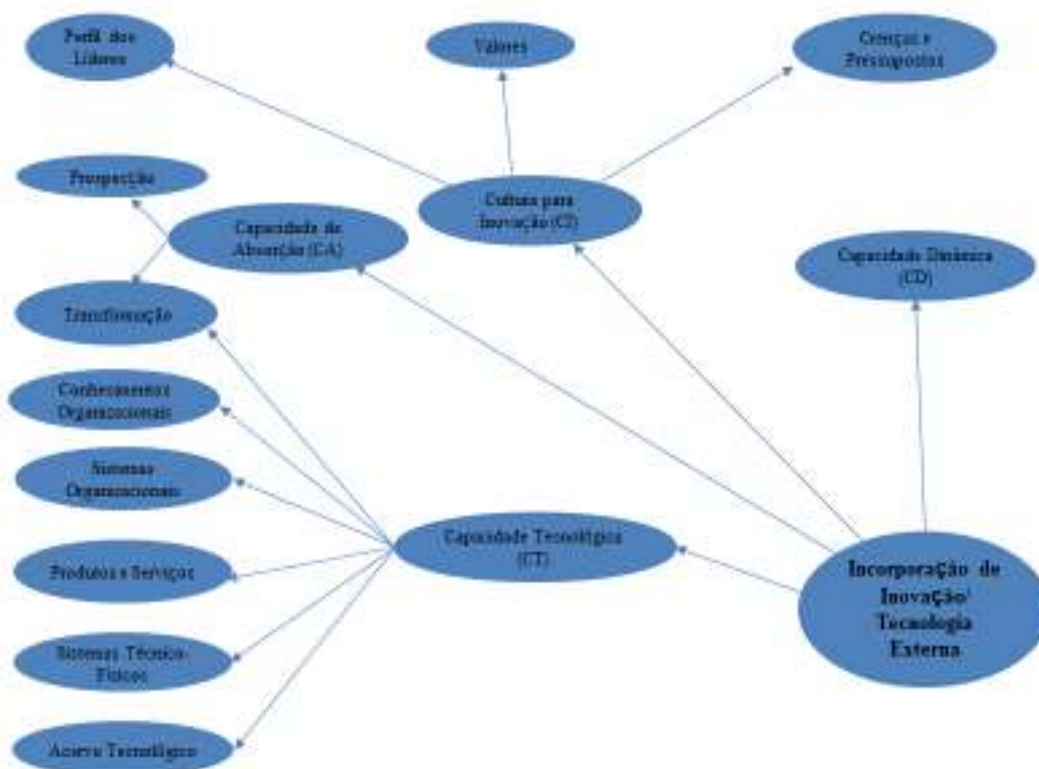 Perfil dos
Líderes
Valores
Crenças e
Pressupostos
Prospecção
Cultura para
Inovação (CI)
Capacidade de
Absorção (CA)
Capacidade Dinâmica
(CD)
Transformação
Conhecimentos
Organizacionais
Sistemas
Organizacionais
Capacidade Tecnológica
(CT)
Produtos e Serviços
Incorporação de
Inovação/
Tecnologia
Externa
Sistemas Técnico-
Físicos
Acervo Tecnológico